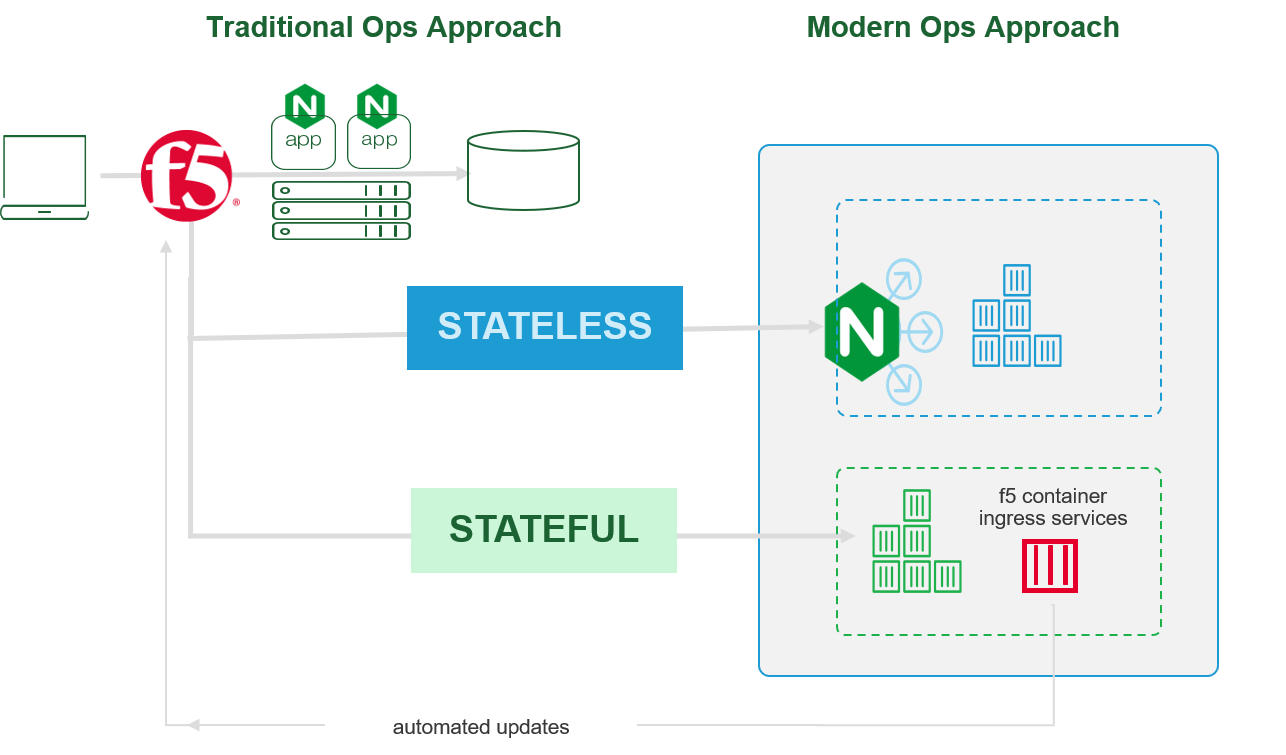 Traditional Ops Approach
Modern Ops Approach
N
N
app
app
f5®
STATELESS
N
STATEFUL
f5 container
ingress services
automated updates